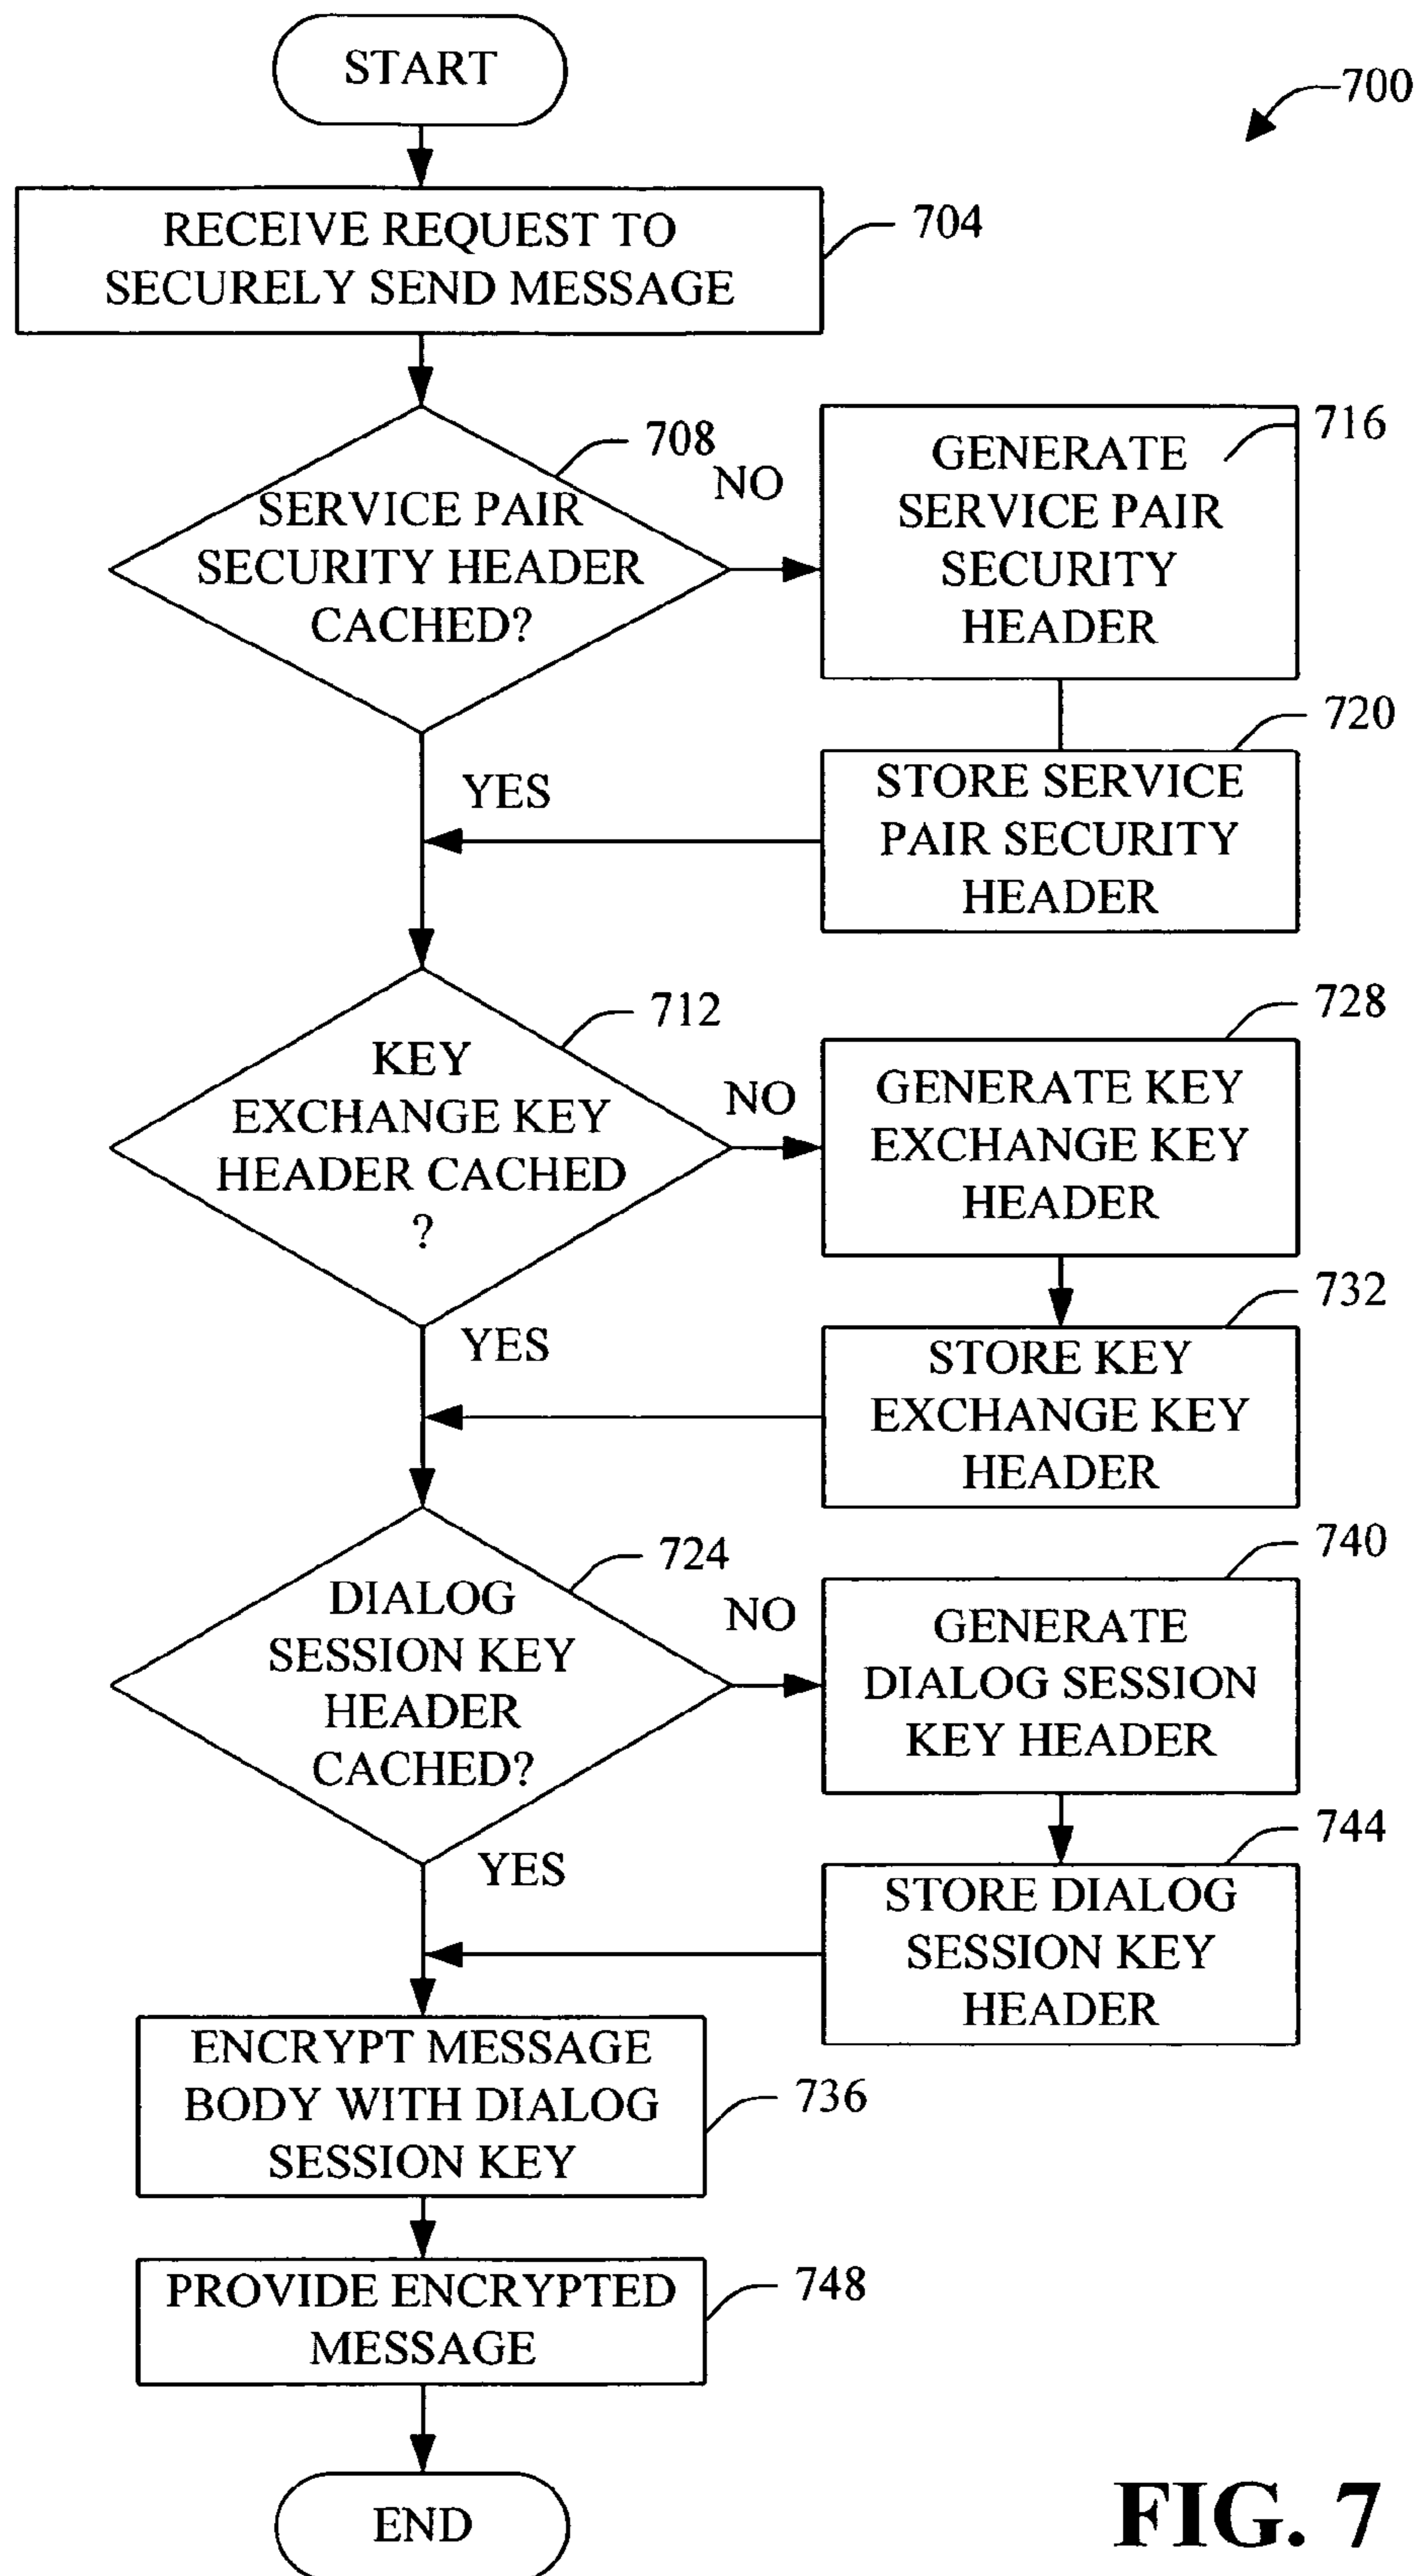 START
700
RECEIVE REQUEST TO
SECURELY SEND MESSAGE
704
708
SERVICE PAIR
SECURITY HEADER
CACHED?
NO
716
GENERATE
SERVICE PAIR
SECURITY
HEADER
YES
720
STORE SERVICE
PAIR SECURITY
HEADER
712
KEY
EXCHANGE KEY
HEADER CACHED
?
NO
728
GENERATE KEY
EXCHANGE KEY
HEADER
YES
732
STORE KEY
EXCHANGE KEY
HEADER
724
DIALOG
SESSION KEY
HEADER
CACHED?
NO
740
GENERATE
DIALOG SESSION
KEY HEADER
YES
744
STORE DIALOG
SESSION KEY
HEADER
ENCRYPT MESSAGE
BODY WITH DIALOG
SESSION KEY
736
PROVIDE ENCRYPTED
MESSAGE
748
END
FIG. 7